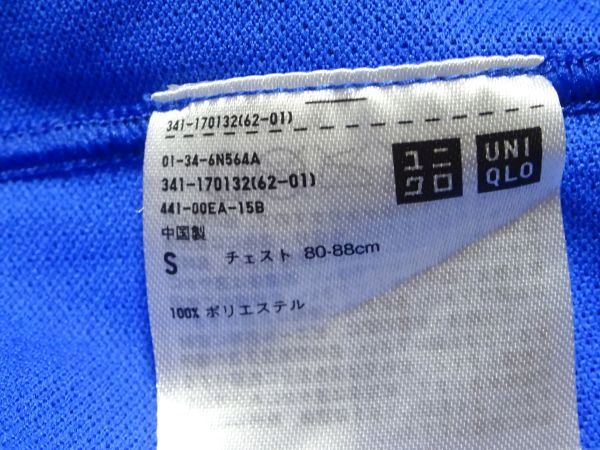 341-170132(62-01)
01-34-6N564A
341-170132(62-01)
441-00EA-15B
中国製
S チェスト 80-88cm
100% ポリエステル
ユニ
クロ
UNI
QLO